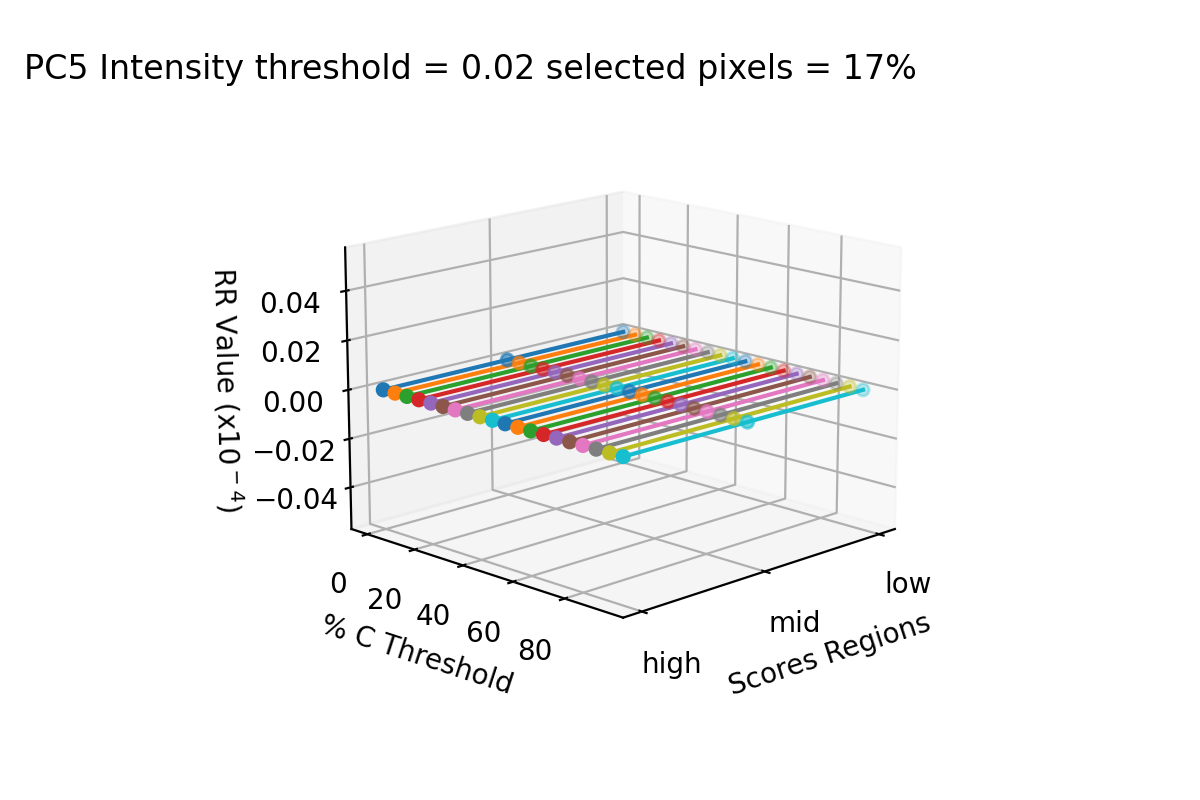 PC5 Intensity threshold = 0.02 selected pixels = 17%
RR Value (x10⁻⁴)
0.04
0.02
0.00
−0.02
−0.04
0
20
40
60
80
% C Threshold
high
mid
low
Scores Regions